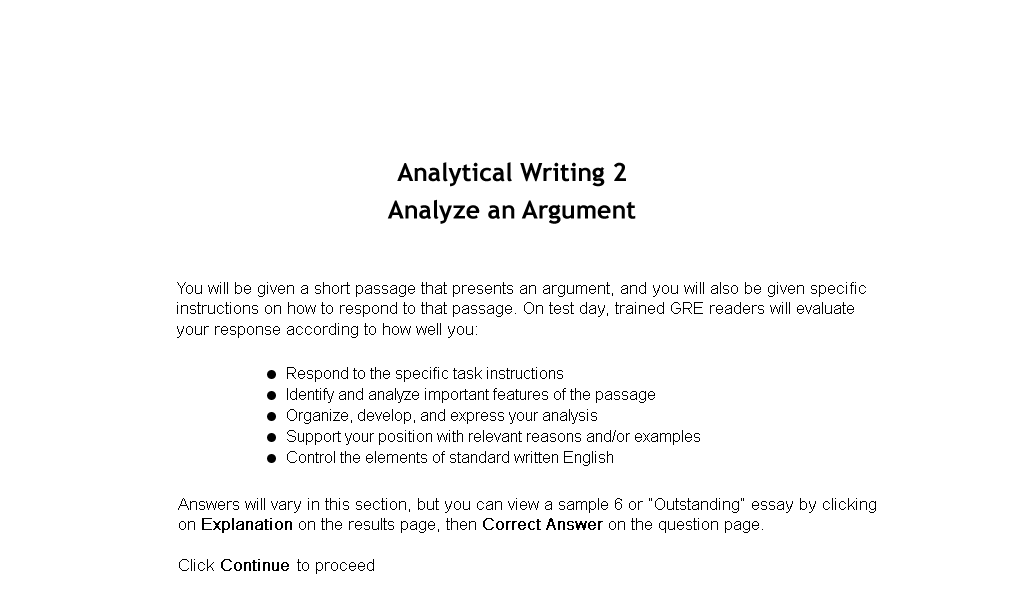 Analytical Writing 2
Analyze an Argument
You will be given a short passage that presents an argument, and you will also be given specific
instructions on how to respond to that passage. On test day, trained GRE readers will evaluate
your response according to how well you:
● Respond to the specific task instructions
● Identify and analyze important features of the passage
● Organize, develop, and express your analysis
● Support your position with relevant reasons and/or examples
● Control the elements of standard written English
Answers will vary in this section, but you can view a sample 6 or “Outstanding” essay by clicking
on Explanation on the results page, then Correct Answer on the question page.
Click Continue to proceed